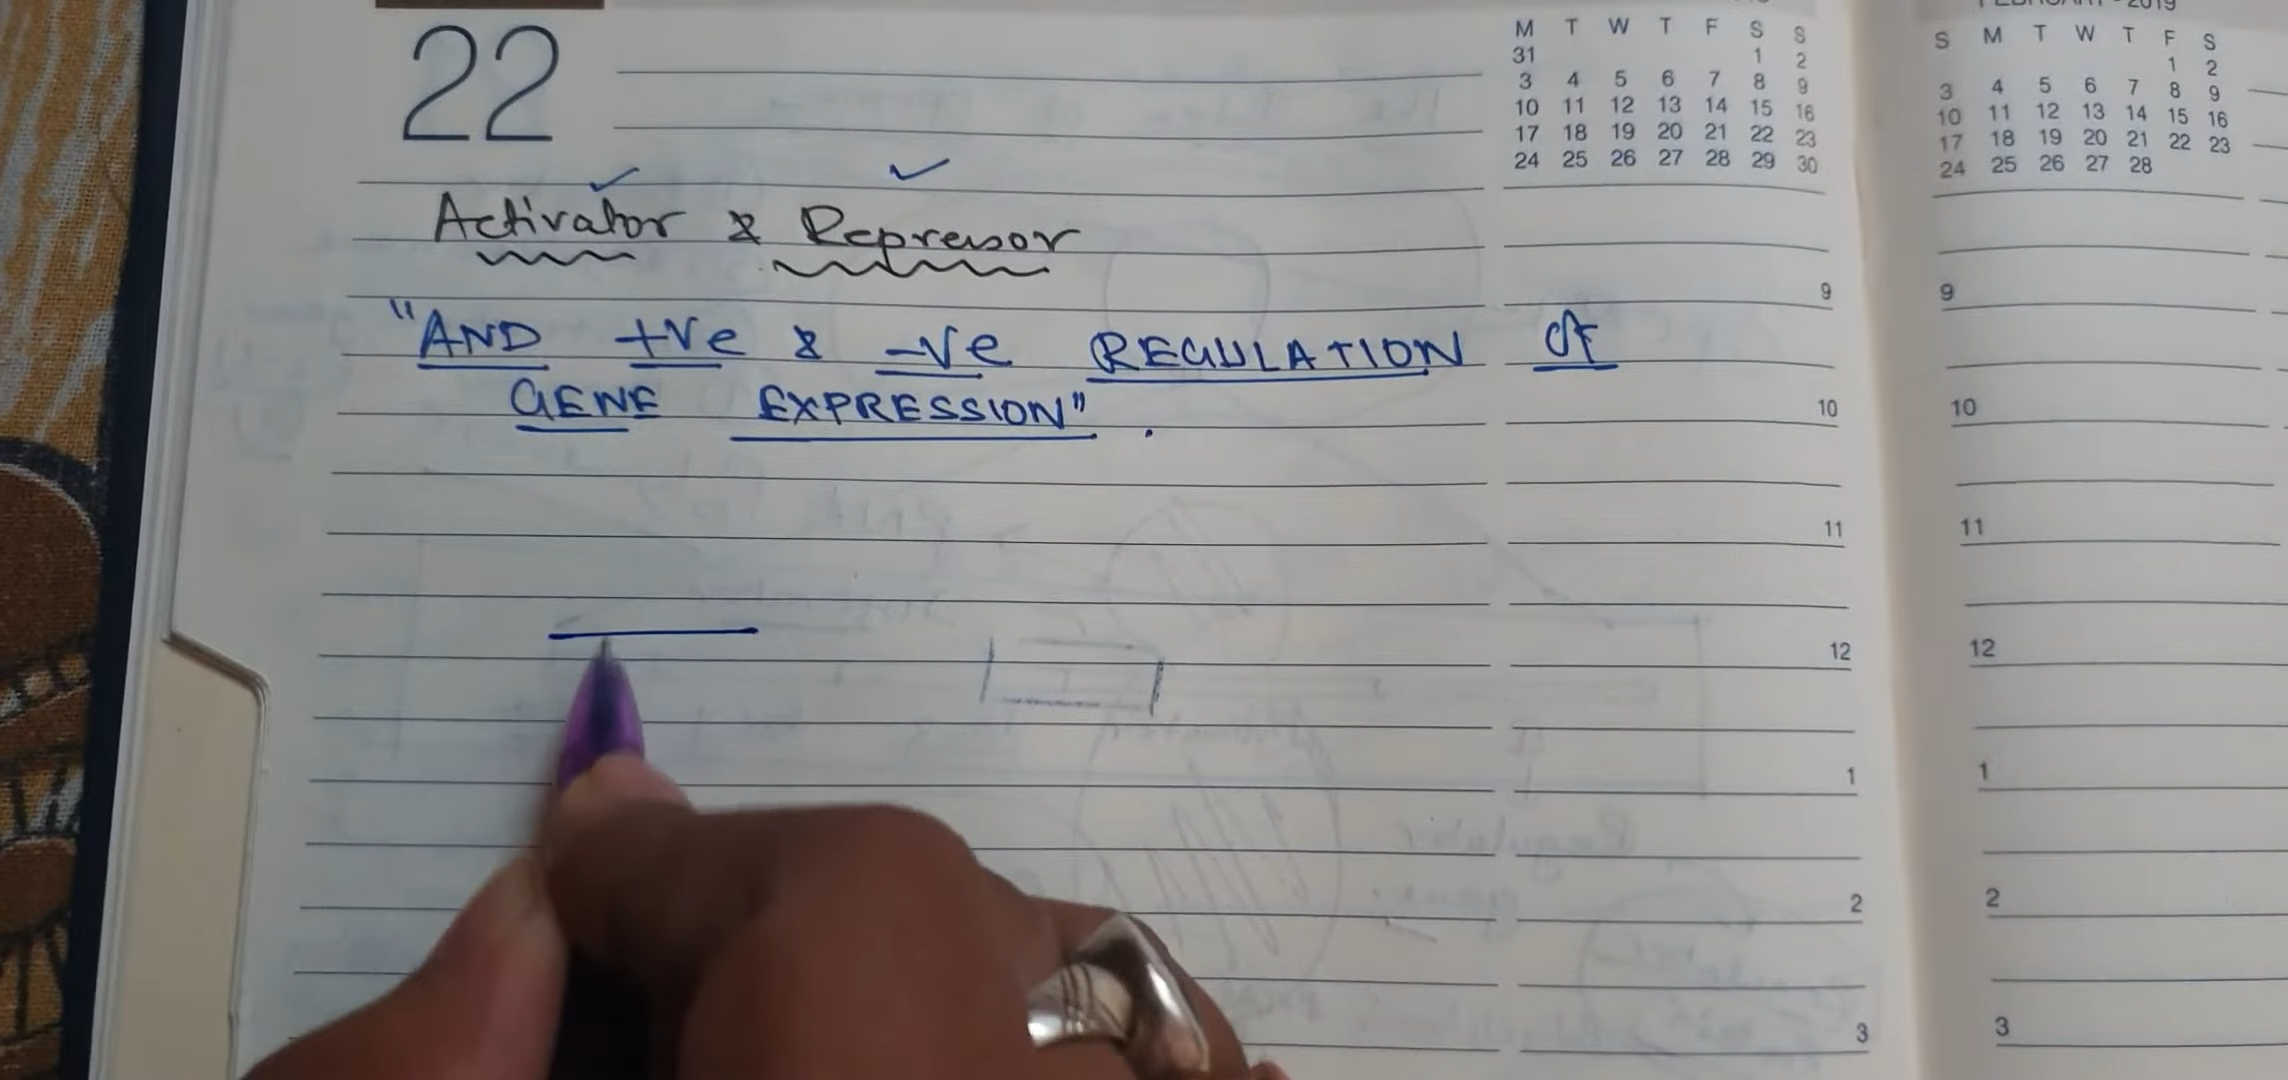 22
M T W T F S S
31 1 2
3 4 5 6 7 8 9
10 11 12 13 14 15 16
17 18 19 20 21 22 23
24 25 26 27 28 29 30
FEBRUARY - 2019
S M T W T F S
1 2
3 4 5 6 7 8 9
10 11 12 13 14 15 16
17 18 19 20 21 22 23
24 25 26 27 28
Activator & Repressor
"AND +Ve & -Ve REGULATION of
GENE EXPRESSION".
9
10
11
12
1
2
3
9
10
11
12
1
2
3